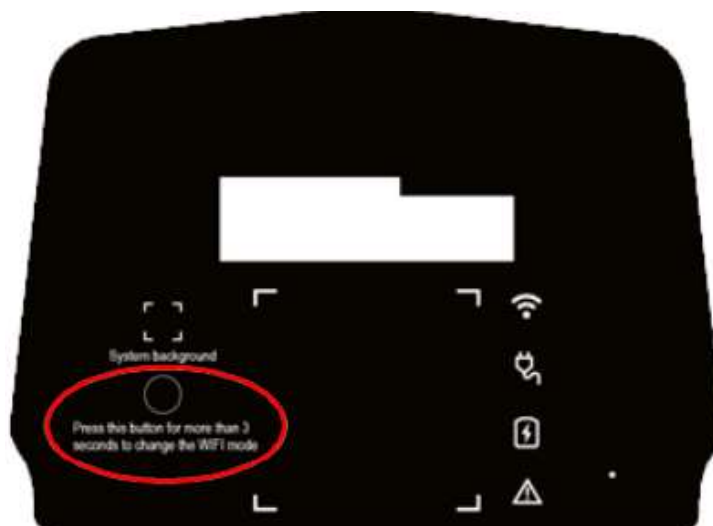 System background
Press this button for more than 3
seconds to change the WIFI mode